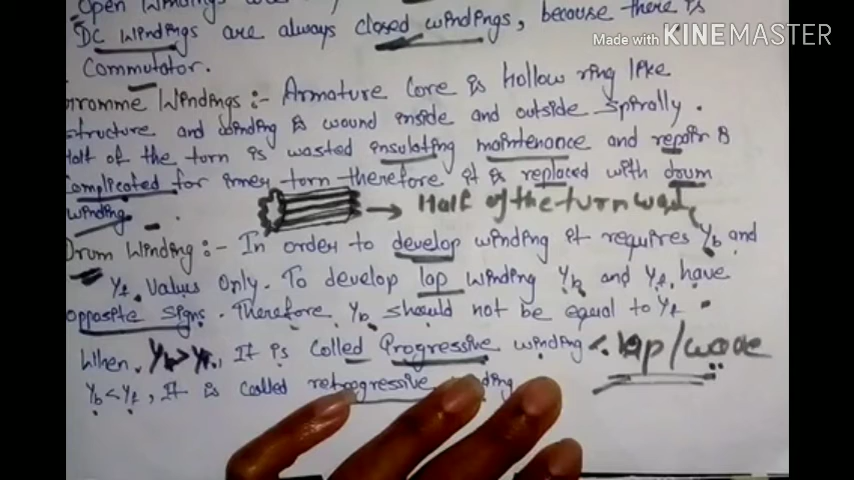 Open Windings
DC Windings are always closed windings, because there is
Commutator.
Made with KINEMASTER
Gromme Windings :- Armature Core is Hollow ring like
structure and winding is wound inside and outside spirally.
Half of the turn is wasted insulating maintenance and repair is
Complicated for inner turn therefore it is replaced with drum
winding.
→ Half of the turn
Drum Winding :- In order to develop winding it requires Yb and
Yf values Only. To develop lap winding Yb and Yf have
opposite signs. Therefore Yb should not be equal to Yf
When Yb>Yf, It is Called Progressive winding < lap/wave
Yb<Yf, It is Called retrogressive